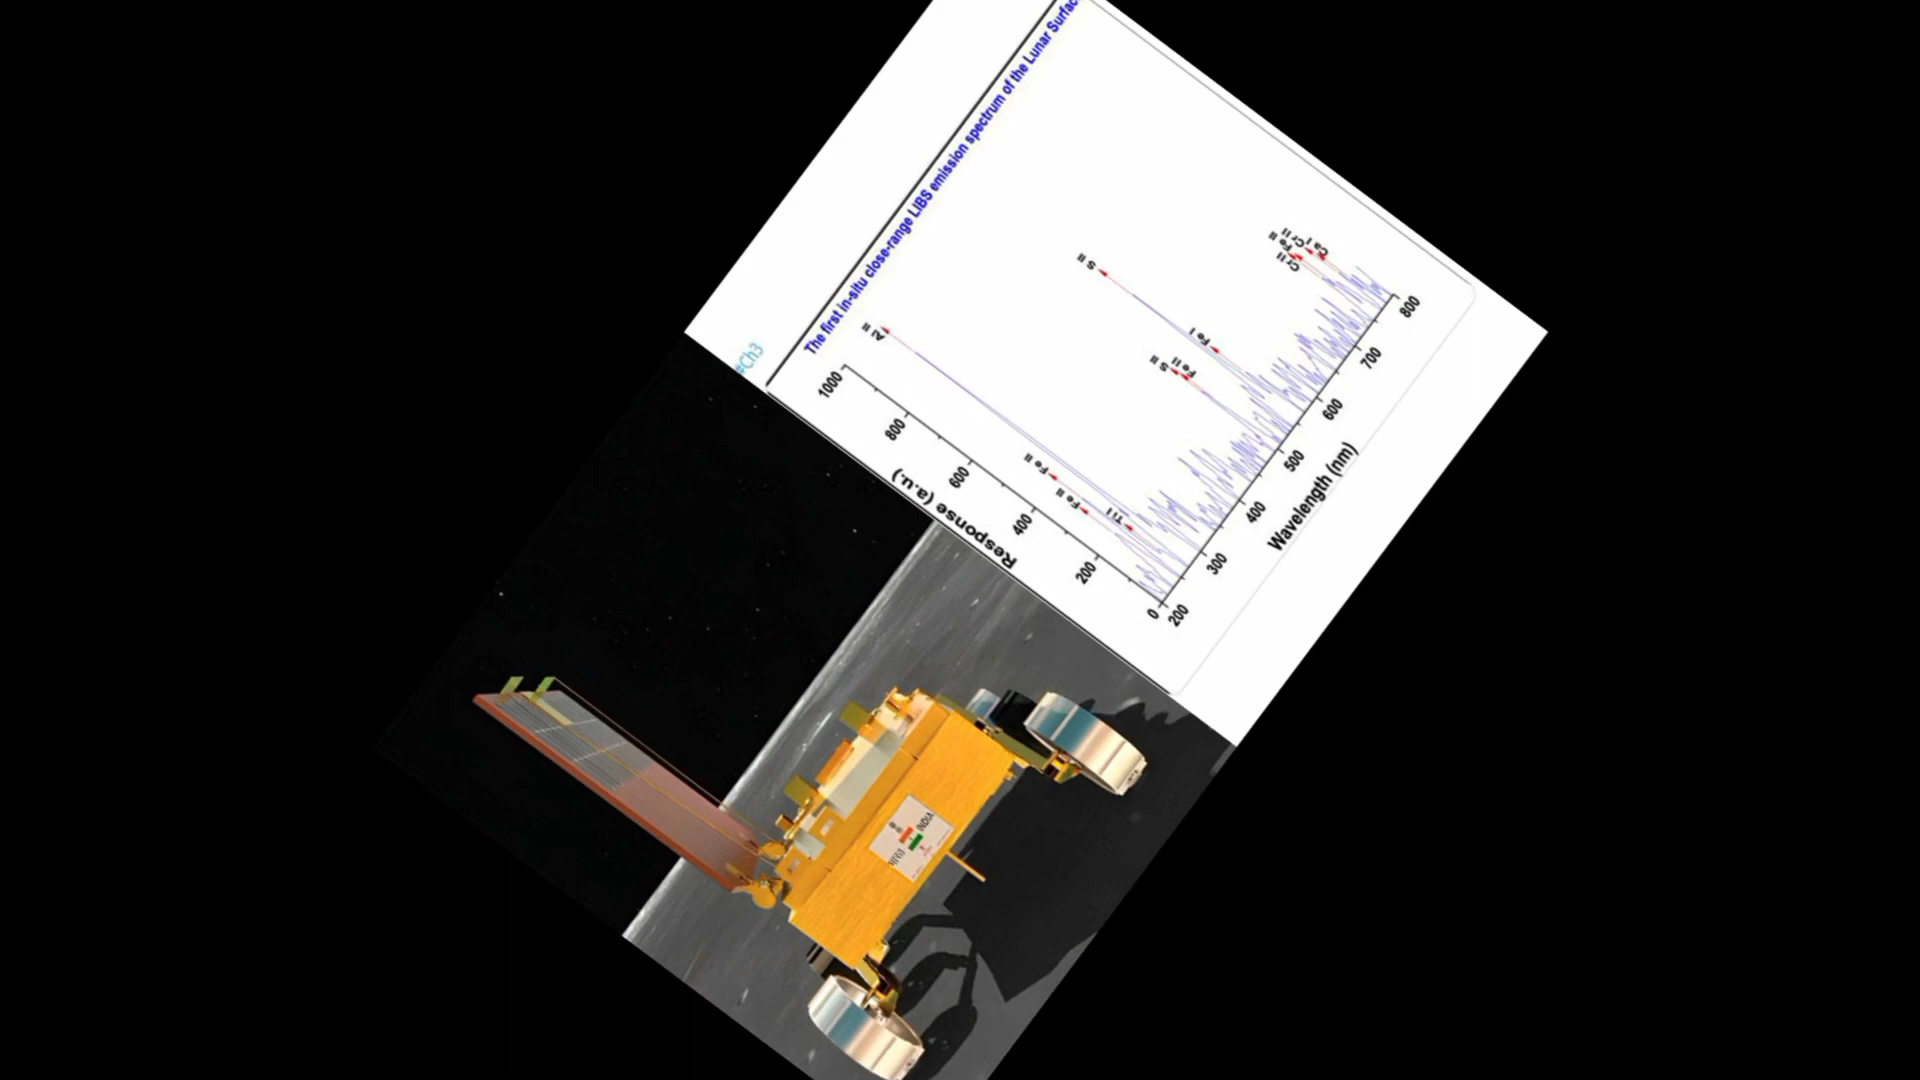 #Ch3
The first in-situ close-range LIBS emission spectrum of the Lunar
Al II
S II
Fe I
S II
Fe II
Fe II
Fe II
Ti I
Cr II
Fe II
Cr II
Ca I
Response (a.u.)
1000
800
600
400
200
0
200
300
400
500
600
700
800
Wavelength (nm)
INDIA